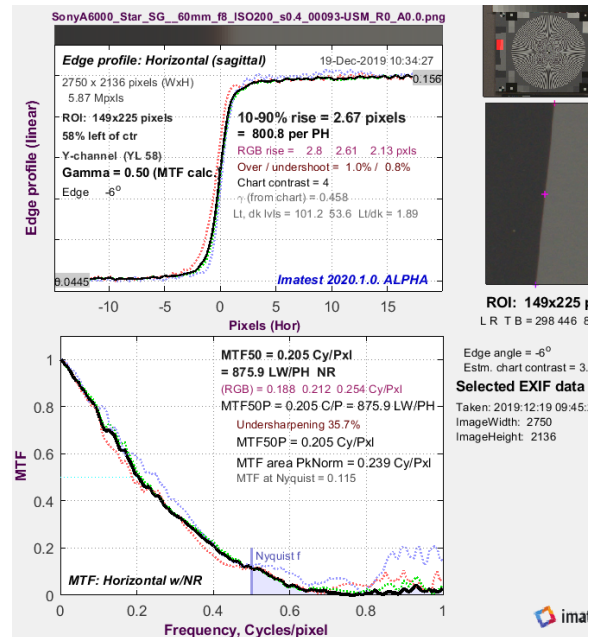 SonyA6000_Star_SG__60mm_f8_ISO200_s0.4_00093-USM_R0_A0.0.png
Edge profile: Horizontal (sagittal)
19-Dec-2019 10:34:27
2750 x 2136 pixels (WxH)
5.87 Mpxls
0.156
ROI: 149x225 pixels
10-90% rise = 2.67 pixels
= 800.8 per PH
58% left of ctr
RGB rise = 2.8 2.61 2.13 pxls
Y-channel (YL 58)
Over / undershoot = 1.0% / 0.8%
Gamma = 0.50 (MTF calc
Chart contrast = 4
Edge -6º
γ (from chart) = 0.458
Lt, dk lvls = 101.2 53.6 Lt/dk = 1.89
Edge profile (linear)
0.0445
Imatest 2020.1.0. ALPHA
-10 -5 0 5 10 15
Pixels (Hor)
ROI: 149x225 p
L R T B = 298 446 8
MTF50 = 0.205 Cy/Pxl
= 875.9 LW/PH NR
(RGB) = 0.188 0.212 0.254 Cy/Pxl
MTF50P = 0.205 C/P = 875.9 LW/PH
Undersharpening 35.7%
MTF50P = 0.205 Cy/Pxl
MTF area PkNorm = 0.239 Cy/Pxl
MTF at Nyquist = 0.115
Edge angle = -6º
Estm. chart contrast = 3.
Selected EXIF data
Taken: 2019:12:19 09:45:
ImageWidth: 2750
ImageHeight: 2136
MTF
1
0.8
0.6
0.4
0.2
0
Nyquist f
MTF: Horizontal w/NR
0 0.2 0.4 0.6 0.8 1
Frequency, Cycles/pixel
imat